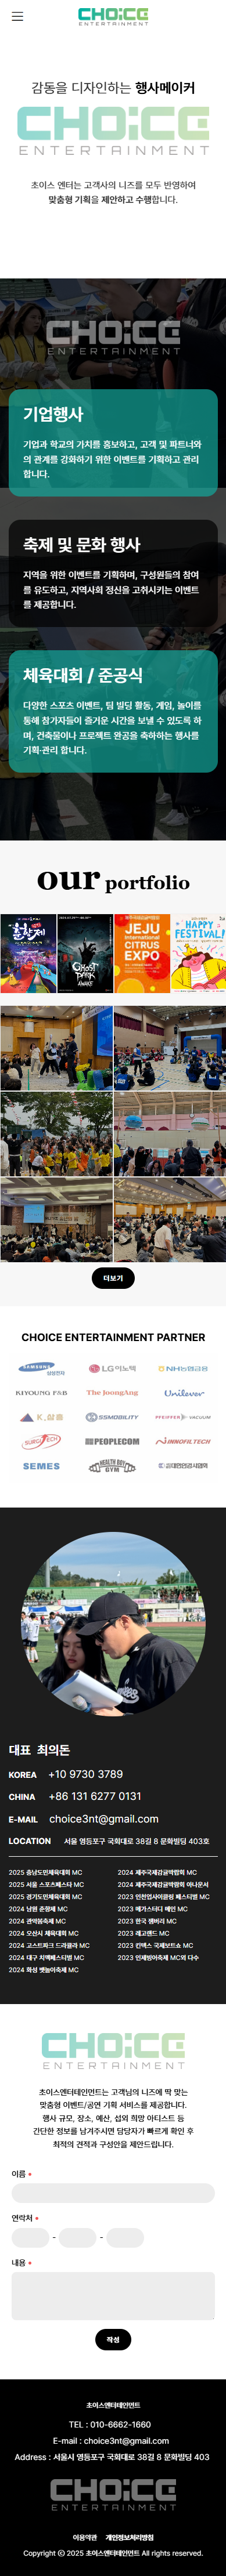 CHOICE
ENTERTAINMENT
감동을 디자인하는 행사메이커
CHOICE
ENTERTAINMENT
초이스 엔터는 고객사의 니즈를 모두 반영하여
맞춤형 기획을 제안하고 수행합니다.
CHOICE
ENTERTAINMENT
기업행사
기업과 학교의 가치를 홍보하고, 고객 및 파트너와
의 관계를 강화하기 위한 이벤트를 기획하고 관리
합니다.
축제 및 문화 행사
지역을 위한 이벤트를 기획하며, 구성원들의 참여
를 유도하고, 지역사회 정신을 고취시키는 이벤트
를 제공합니다.
체육대회 / 준공식
다양한 스포츠 이벤트, 팀 빌딩 활동, 게임, 놀이를
통해 참가자들이 즐거운 시간을 보낼 수 있도록 하
며, 건축물이나 프로젝트 완공을 축하하는 행사를
기획·관리 합니다.
our portfolio
GHOST
PARK
AWAKE
JEJU
International
CITRUS
EXPO
HAPPY
FESTIVAL!
더보기
CHOICE ENTERTAINMENT PARTNER
SAMSUNG
삼성전자
LG이노텍
NH농협금융
KIYOUNG F&B
The JoongAng
Unilever
K.삼흥
SSMOBILITY
PFEIFFER VACUUM
SURGITECH
PEOPLECOM
INNOFILTECH
SEMES
HEALTH BOY
GYM
대표 최의돈
KOREA +10 9730 3789
CHINA +86 131 6277 0131
E-MAIL choice3nt@gmail.com
LOCATION 서울 영등포구 국회대로 38길 8 문화빌딩 403호
2025 충남도민체육대회 MC
2025 서울 스포츠페스타 MC
2025 경기도민체육대회 MC
2024 남원 춘향제 MC
2024 관악봄축제 MC
2024 오산시 체육대회 MC
2024 고스트파크 드라큘라 MC
2024 대구 치맥페스티벌 MC
2024 화성 뱃놀이축제 MC
2024 제주국제감귤박람회 MC
2024 제주국제감귤박람회 아나운서
2023 인천업사이클링 페스티벌 MC
2023 메가스터디 메인 MC
2023 한국 잼버리 MC
2023 레고랜드 MC
2023 킨텍스 국제보트쇼 MC
2023 인제빙어축제 MC외 다수
CHOICE
ENTERTAINMENT
초이스엔터테인먼트는 고객님의 니즈에 딱 맞는
맞춤형 이벤트/공연 기획 서비스를 제공합니다.
행사 규모, 장소, 예산, 섭외 희망 아티스트 등
간단한 정보를 남겨주시면 담당자가 빠르게 확인 후
최적의 견적과 구성안을 제안드립니다.
이름 *
연락처 *
- -
내용 *
작성
초이스엔터테인먼트
TEL : 010-6662-1660
E-mail : choice3nt@gmail.com
Address : 서울시 영등포구 국회대로 38길 8 문화빌딩 403
CHOICE
ENTERTAINMENT
이용약관 개인정보처리방침
Copyright ⓒ 2025 초이스엔터테인먼트 All rights reserved.